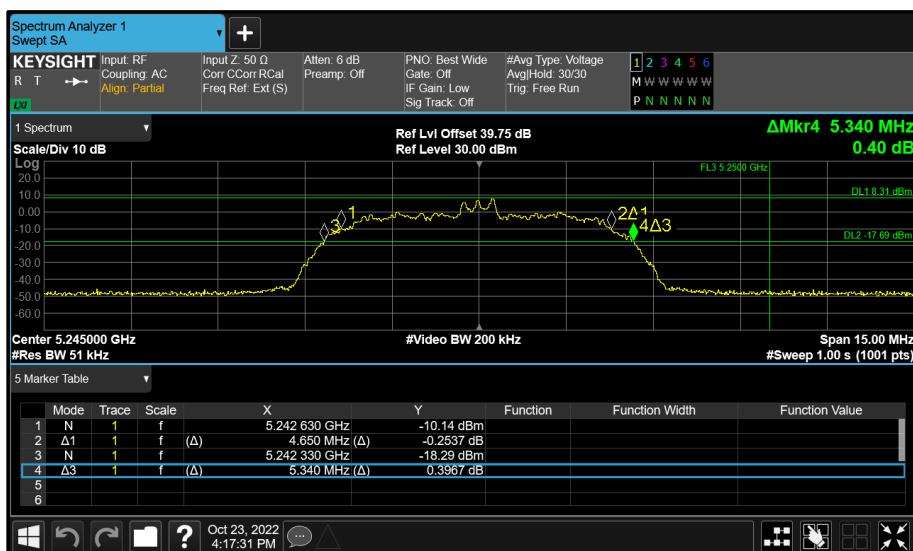 Spectrum Analyzer 1
Swept SA
+
KEYSIGHT
R T
LXI
Input: RF
Coupling: AC
Align: Partial
Input Z: 50 Ω
Corr CCorr RCal
Freq Ref: Ext (S)
Atten: 6 dB
Preamp: Off
PNO: Best Wide
Gate: Off
IF Gain: Low
Sig Track: Off
#Avg Type: Voltage
Avg|Hold: 30/30
Trig: Free Run
1 2 3 4 5 6
M W W W W W
P N N N N N
1 Spectrum
Scale/Div 10 dB
Ref Lvl Offset 39.75 dB
Ref Level 30.00 dBm
ΔMkr4 5.340 MHz
0.40 dB
Log
20.0
10.0
0.00
-10.0
-20.0
-30.0
-40.0
-50.0
-60.0
FL3 5.2500 GHz
DL1 8.31 dBm
1
2Δ1
3
4Δ3
DL2 -17.69 dBm
Center 5.245000 GHz
#Video BW 200 kHz
Span 15.00 MHz
#Res BW 51 kHz
#Sweep 1.00 s (1001 pts)
5 Marker Table
Mode Trace Scale X Y Function Function Width Function Value
1 N 1 f 5.242 630 GHz -10.14 dBm
2 Δ1 1 f (Δ) 4.650 MHz (Δ) -0.2537 dB
3 N 1 f 5.242 330 GHz -18.29 dBm
4 Δ3 1 f (Δ) 5.340 MHz (Δ) 0.3967 dB
5
6
?
Oct 23, 2022
4:17:31 PM